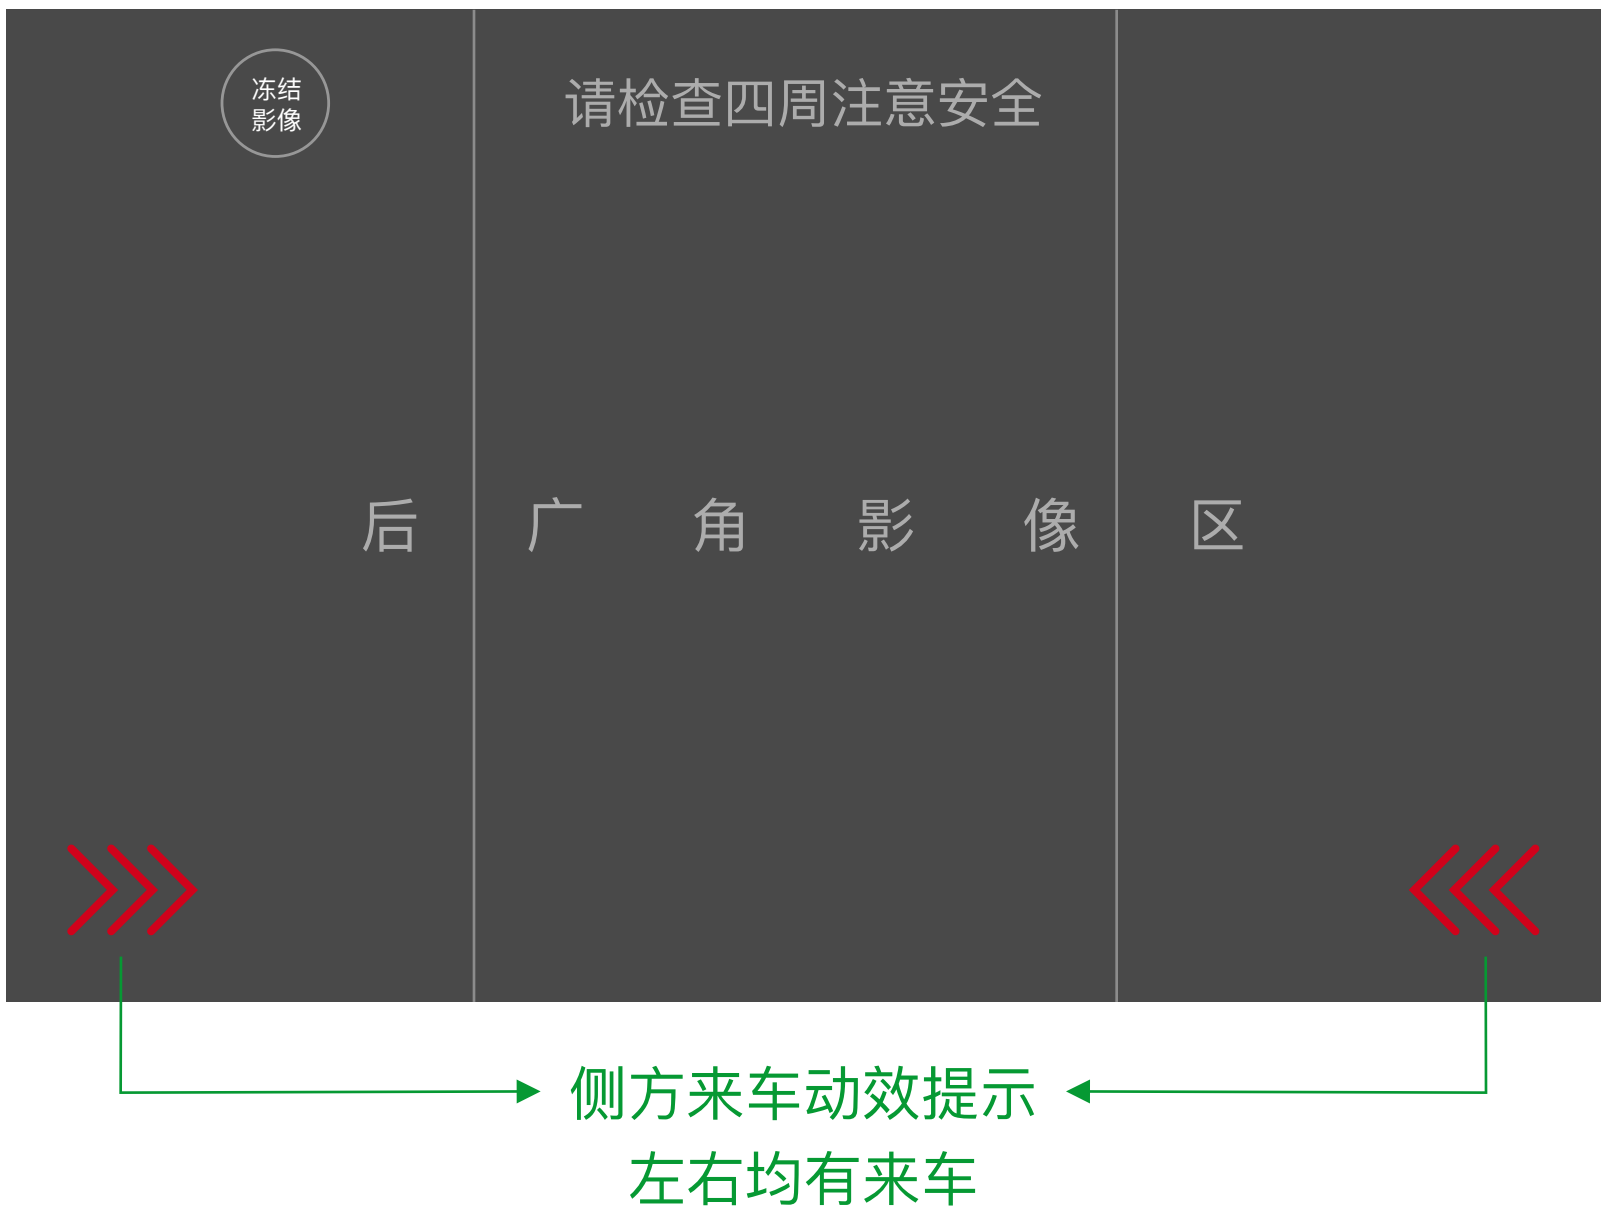 冻结
影像
请检查四周注意安全
后广角影像区
侧方来车动效提示
左右均有来车